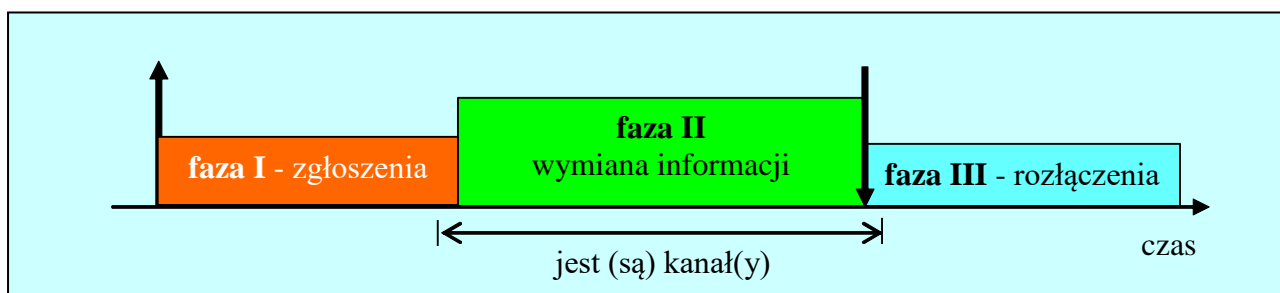 faza I - zgłoszenia
faza II
wymiana informacji
faza III - rozłączenia
jest (są) kanał(y)
czas